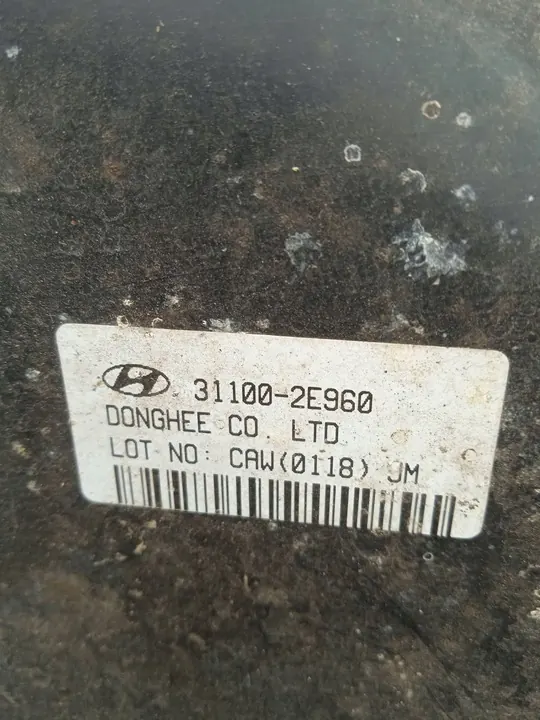 31100-2E960
DONGHEE CO. LTD
LOT NO: CAW(0118) JM